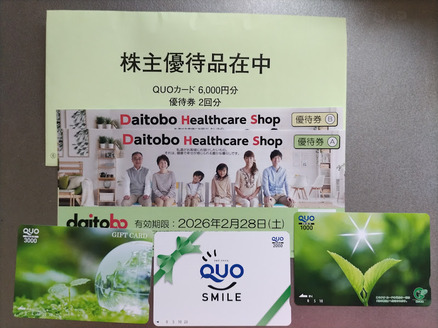 株主優待品在中
QUOカード 6,000円分
優待券 2回分
Daitobo Healthcare Shop
優待券 B
Daitobo Healthcare Shop
優待券 A
daitobo
有効期限：2026年2月28日(土)
GIFT CARD
QUO
3000
QUO
2000
QUO
SMILE
QUO
1000